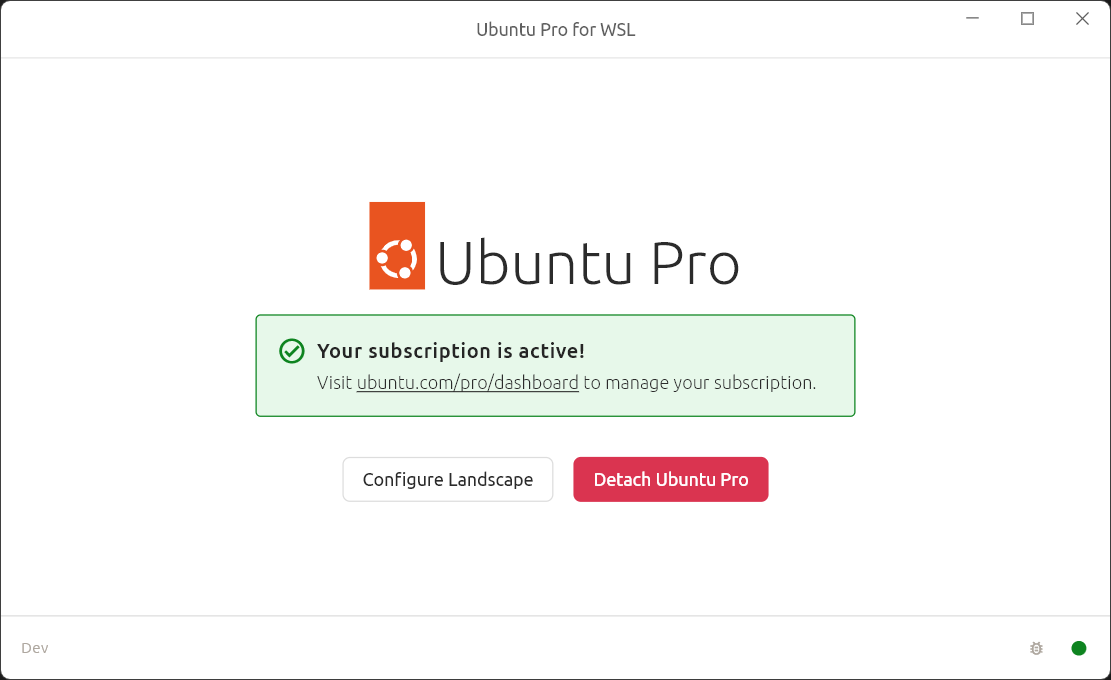 Ubuntu Pro for WSL
Ubuntu Pro
Your subscription is active!
Visit ubuntu.com/pro/dashboard to manage your subscription.
Configure Landscape
Detach Ubuntu Pro
Dev